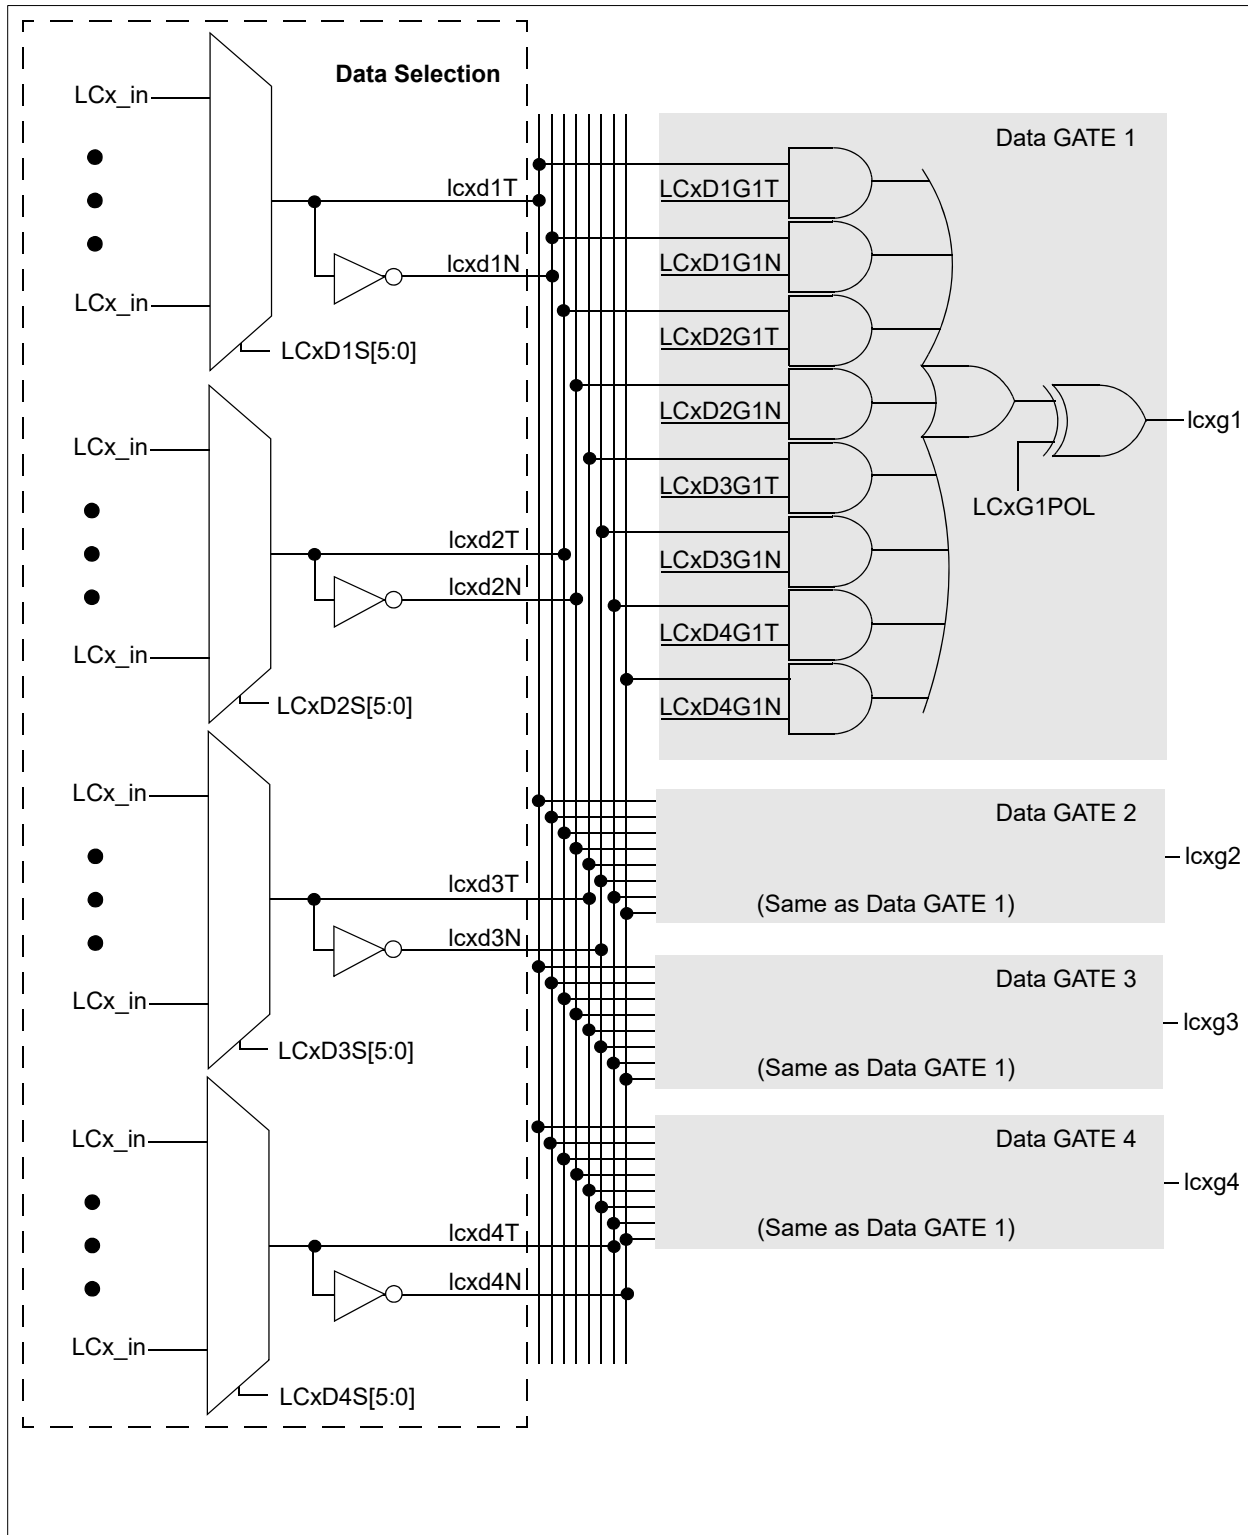 Data Selection
LCx_in
LCx_in
LCxD1S[5:0]
lcxd1T
lcxd1N
LCx_in
LCx_in
LCxD2S[5:0]
lcxd2T
lcxd2N
LCx_in
LCx_in
LCxD3S[5:0]
lcxd3T
lcxd3N
LCx_in
LCx_in
LCxD4S[5:0]
lcxd4T
lcxd4N
Data GATE 1
LCxD1G1T
LCxD1G1N
LCxD2G1T
LCxD2G1N
LCxD3G1T
LCxD3G1N
LCxD4G1T
LCxD4G1N
LCxG1POL
lcxg1
Data GATE 2
(Same as Data GATE 1)
lcxg2
Data GATE 3
(Same as Data GATE 1)
lcxg3
Data GATE 4
(Same as Data GATE 1)
lcxg4